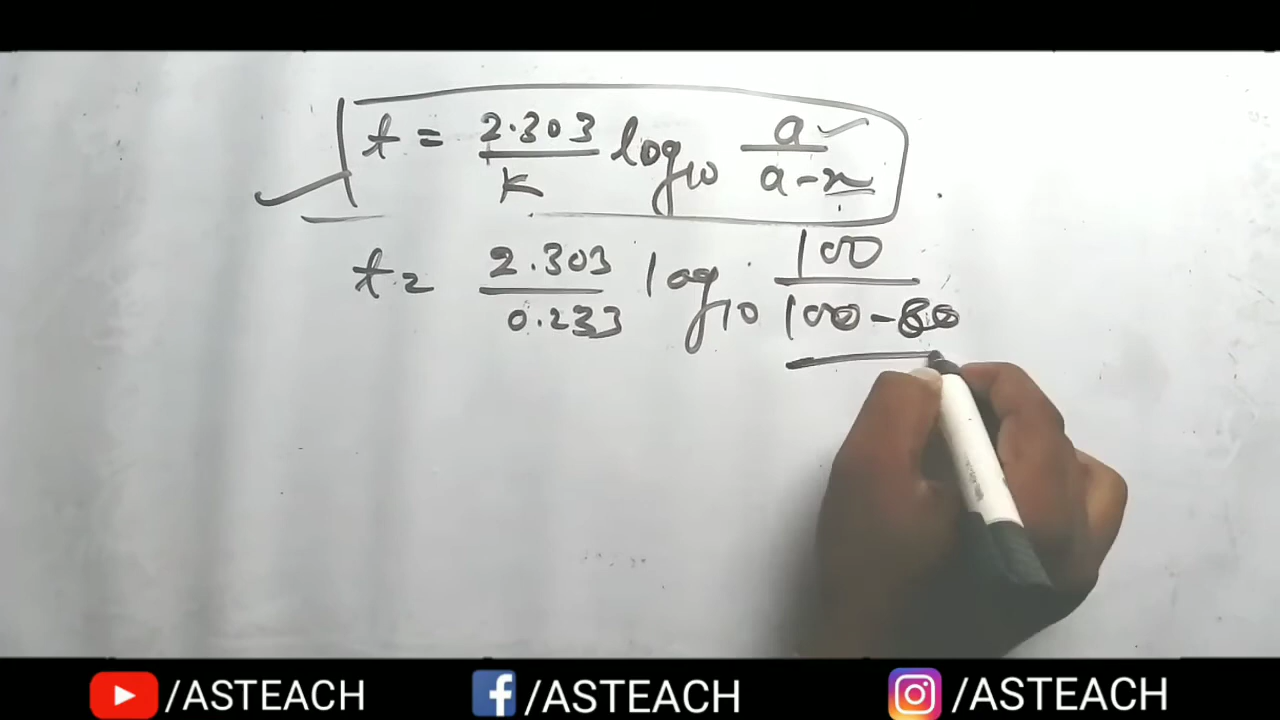 t = 2.303/K log10 a/a-x
t = 2.303/0.233 log10 100/100-80
/ASTEACH /ASTEACH /ASTEACH